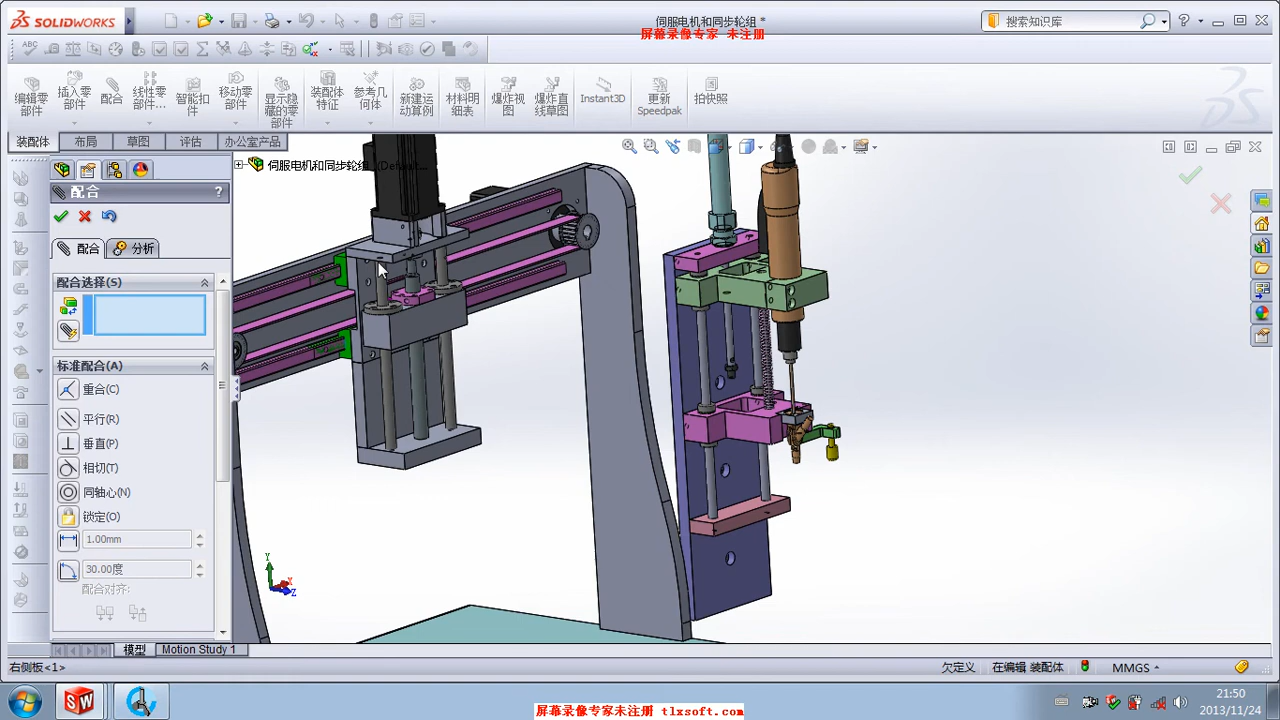 SOLIDWORKS
伺服电机和同步轮组 *
屏幕录像专家 未注册
搜索知识库
编辑零部件
插入零部件
配合
线性零部件...
智能扣件
移动零部件
显示隐藏的零部件
装配体特征
参考几何体
新建运动算例
材料明细表
爆炸视图
爆炸直线草图
Instant3D
更新 Speedpak
拍快照
装配体
布局
草图
评估
办公室产品
伺服电机和同步轮组 (Default...
配合
?
配合
分析
配合选择(S)
标准配合(A)
重合(C)
平行(R)
垂直(P)
相切(T)
同轴心(N)
锁定(O)
1.00mm
30.00度
配合对齐:
Y
X
Z
模型
Motion Study 1
右侧板<1>
欠定义
在编辑 装配体
MMGS
21:50
2013/11/24
屏幕录像专家未注册 tlxsoft.com